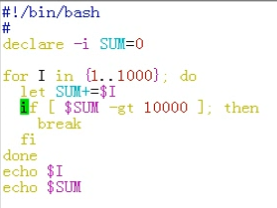 #!/bin/bash
#
declare -i SUM=0

for I in {1..1000}; do
  let SUM+=$I
  if [ $SUM -gt 10000 ]; then
    break
  fi
done
echo $I
echo $SUM